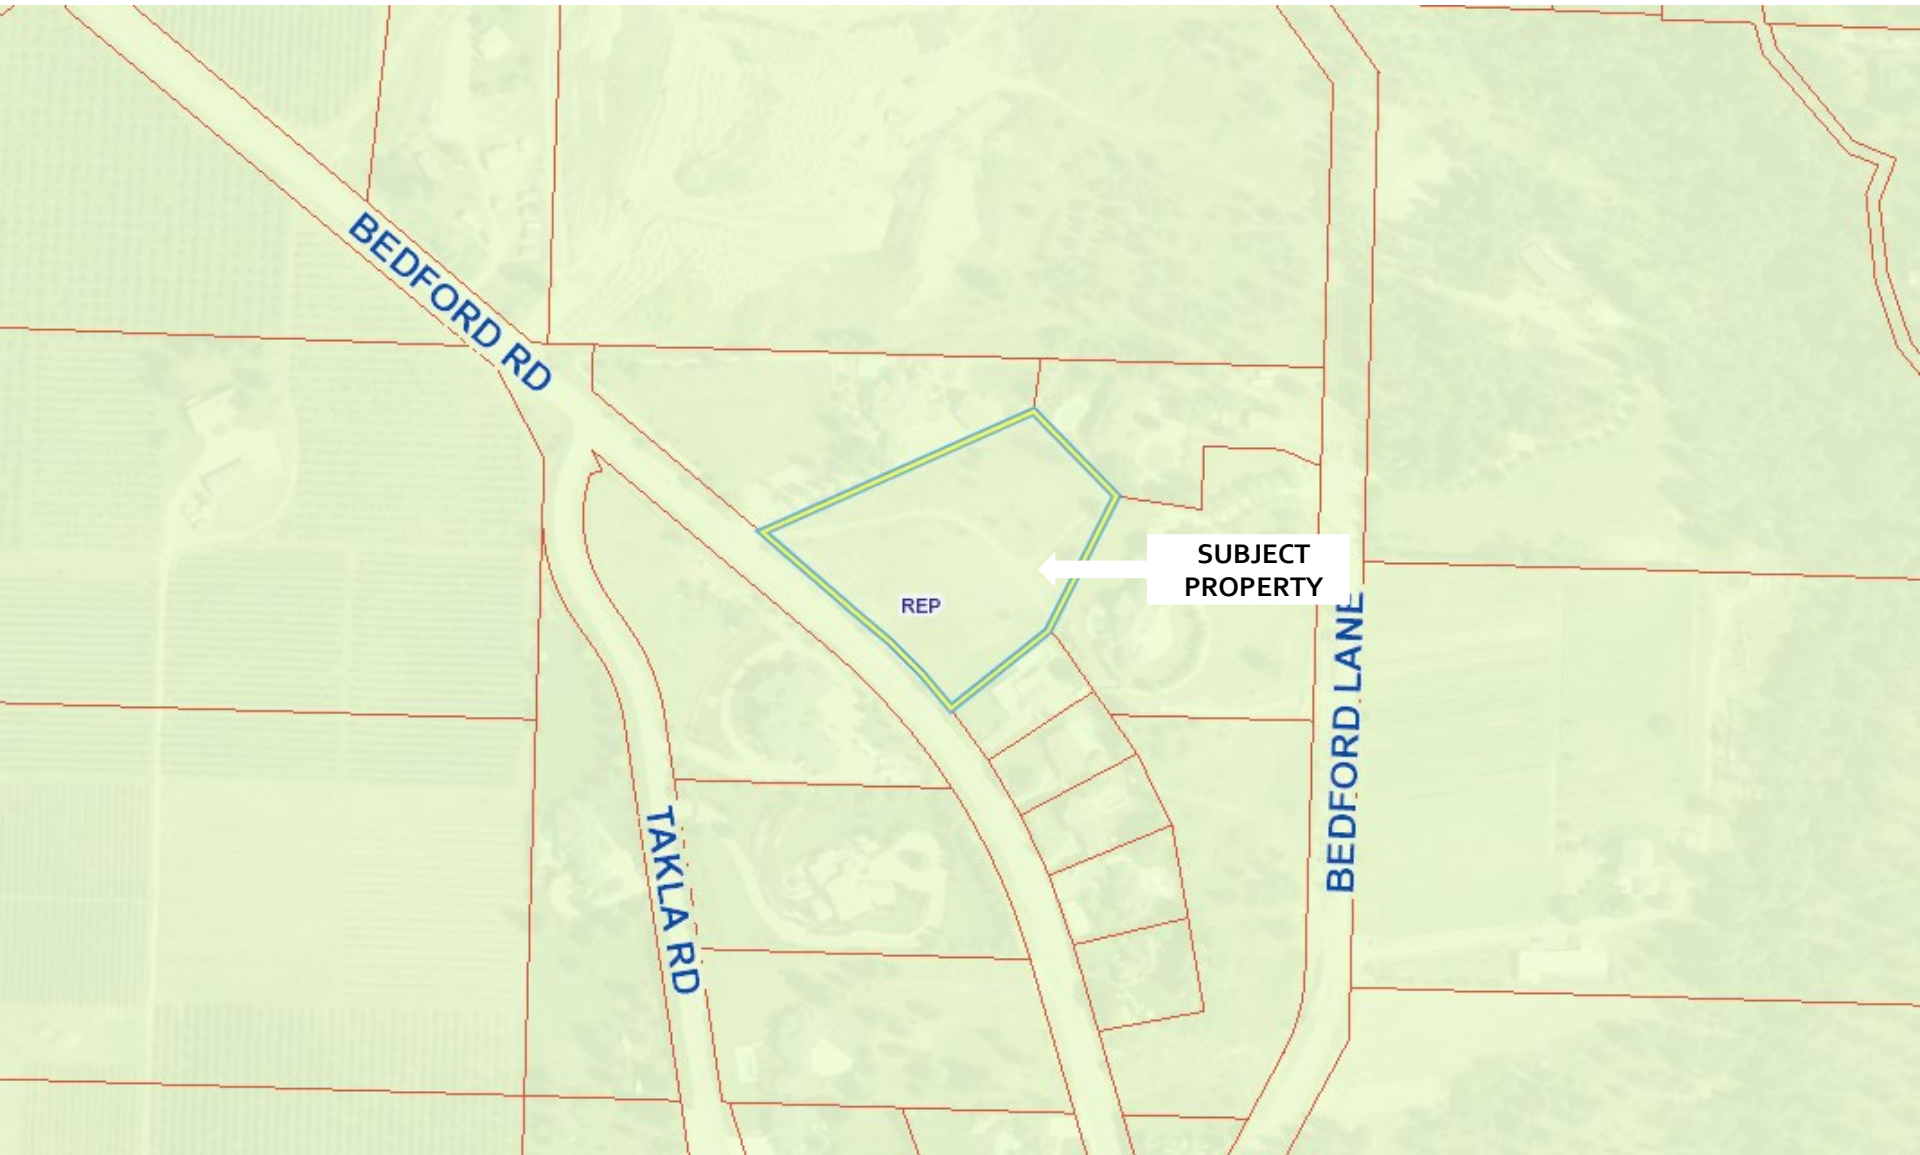 BEDFORD RD
SUBJECT
PROPERTY
REP
BEDFORD LANE
TAKLA RD